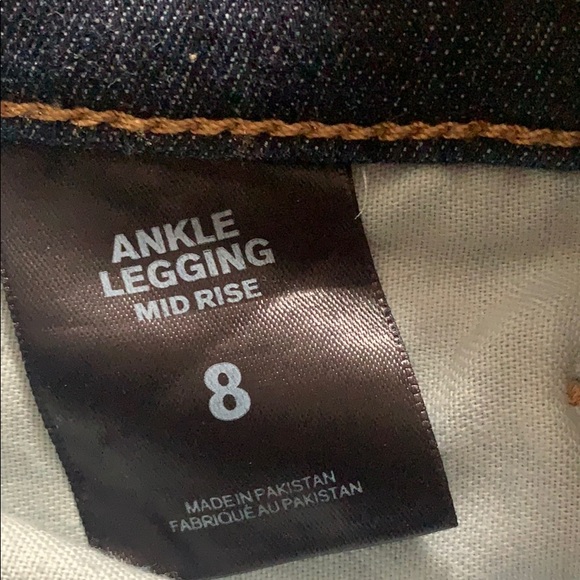 ANKLE
LEGGING
MID RISE
8
MADE IN PAKISTAN
FABRIQUÉ AU PAKISTAN